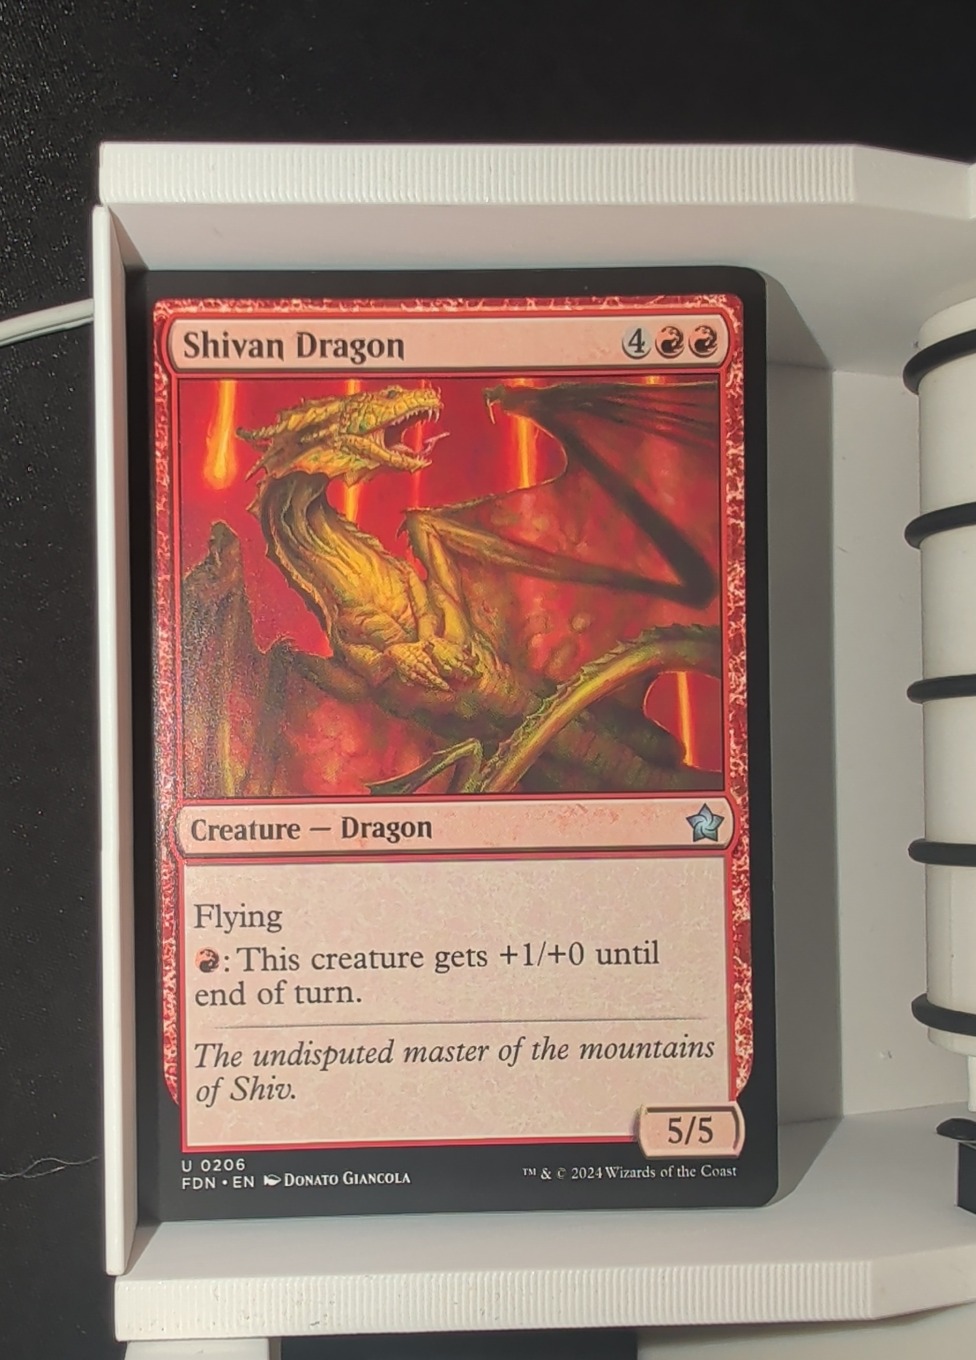 Shivan Dragon 4
Creature — Dragon
Flying
: This creature gets +1/+0 until
end of turn.
The undisputed master of the mountains
of Shiv.
5/5
U 0206
FDN • EN Donato Giancola
™ & © 2024 Wizards of the Coast